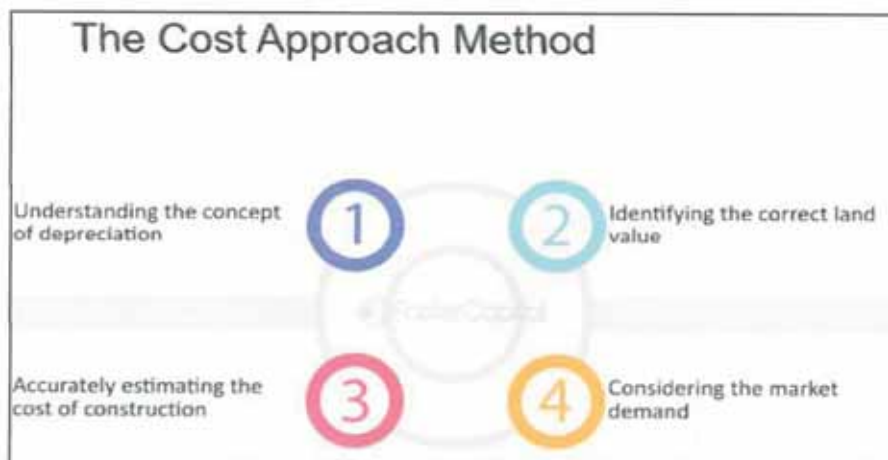 The Cost Approach Method
Understanding the concept
of depreciation
1
2
Identifying the correct land
value
FasterCapital
Accurately estimating the
cost of construction
3
4
Considering the market
demand